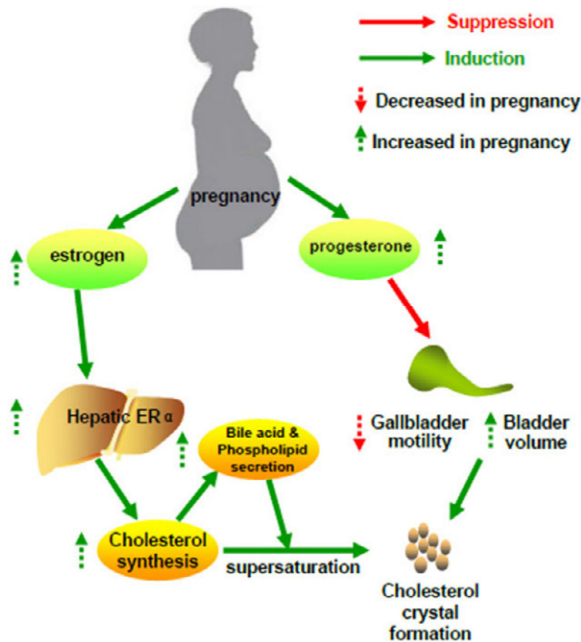 Suppression
Induction
Decreased in pregnancy
Increased in pregnancy
pregnancy
estrogen
progesterone
Hepatic ER α
Gallbladder
motility
Bladder
volume
Bile acid &
Phospholipid
secretion
Cholesterol
synthesis
supersaturation
Cholesterol
crystal
formation